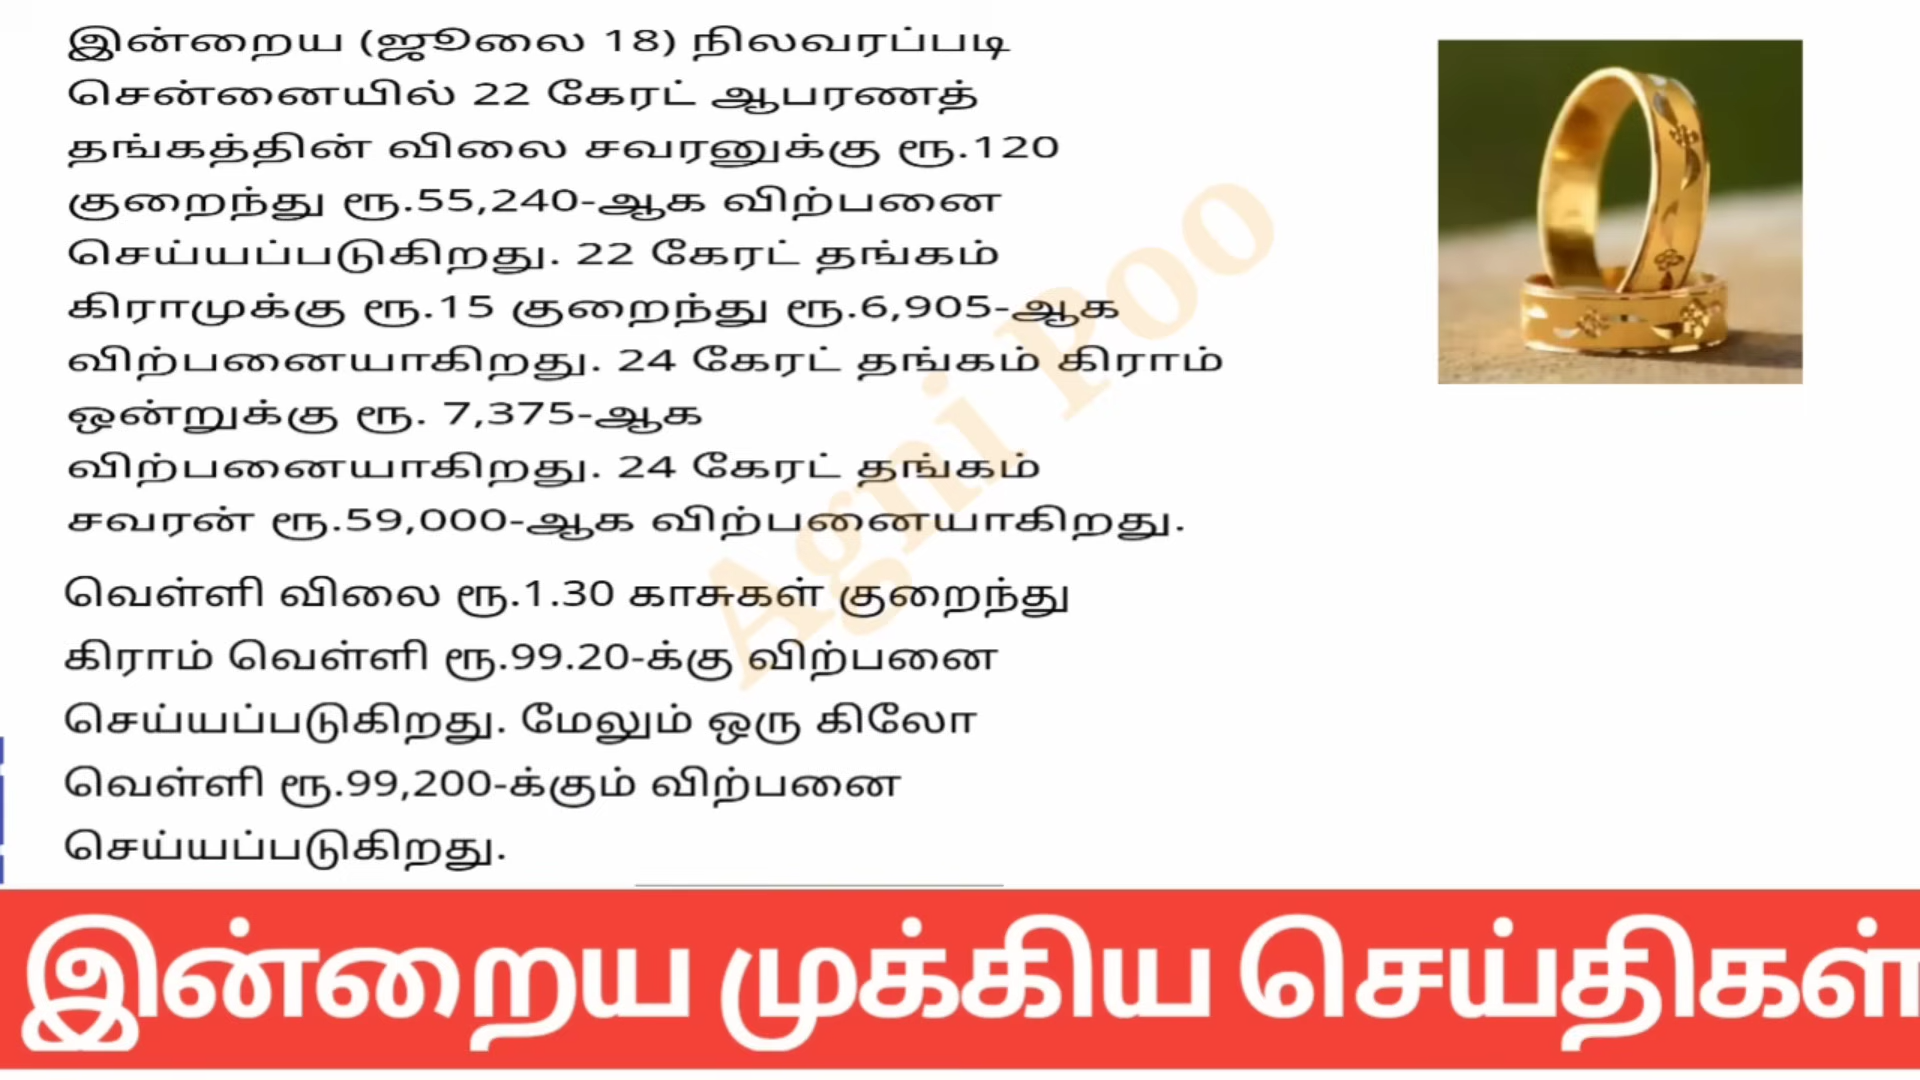 இன்றைய (ஜூலை 18) நிலவரப்படி
சென்னையில் 22 கேரட் ஆபரணத்
தங்கத்தின் விலை சவரனுக்கு ரூ.120
குறைந்து ரூ.55,240-ஆக விற்பனை
செய்யப்படுகிறது. 22 கேரட் தங்கம்
கிராமுக்கு ரூ.15 குறைந்து ரூ.6,905-ஆக
விற்பனையாகிறது. 24 கேரட் தங்கம் கிராம்
ஒன்றுக்கு ரூ. 7,375-ஆக
விற்பனையாகிறது. 24 கேரட் தங்கம்
சவரன் ரூ.59,000-ஆக விற்பனையாகிறது.
வெள்ளி விலை ரூ.1.30 காசுகள் குறைந்து
கிராம் வெள்ளி ரூ.99.20-க்கு விற்பனை
செய்யப்படுகிறது. மேலும் ஒரு கிலோ
வெள்ளி ரூ.99,200-க்கும் விற்பனை
செய்யப்படுகிறது.
Agni Poo
இன்றைய முக்கிய செய்திகள்